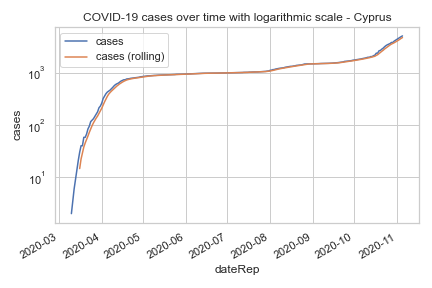 COVID-19 cases over time with logarithmic scale - Cyprus
cases
cases (rolling)
10³
10²
10¹
cases
2020-03
2020-04
2020-05
2020-06
2020-07
2020-08
2020-09
2020-10
2020-11
dateRep